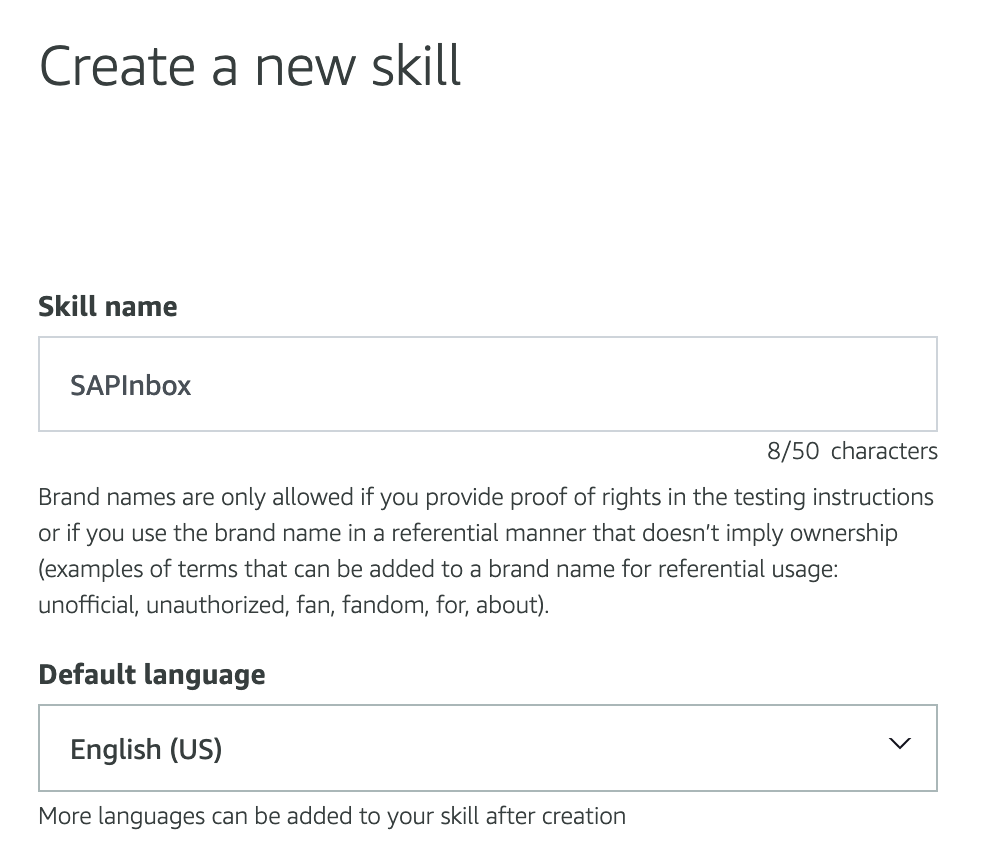 Create a new skill
Skill name
SAPInbox
8/50 characters
Brand names are only allowed if you provide proof of rights in the testing instructions
or if you use the brand name in a referential manner that doesn’t imply ownership
(examples of terms that can be added to a brand name for referential usage:
unofficial, unauthorized, fan, fandom, for, about).
Default language
English (US)
More languages can be added to your skill after creation